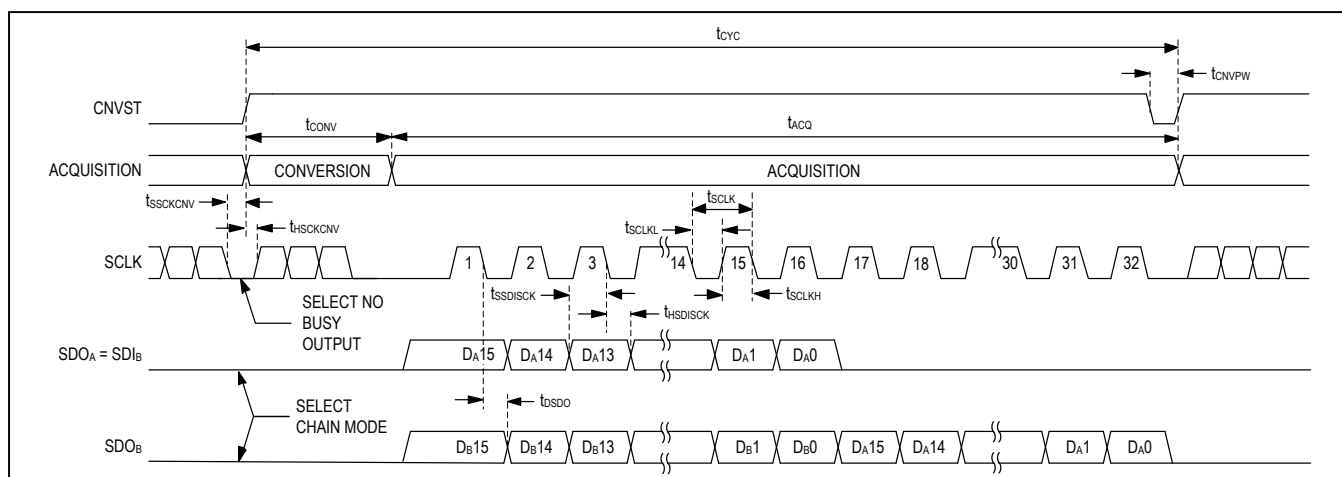 tCYC
tCNVPW
CNVST
tCONV
tACQ
ACQUISITION CONVERSION ACQUISITION
tSSCKCNV
tHSCKCNV
tSCLK
tSCLKL
SCLK 1 2 3 14 15 16 17 18 30 31 32
tSSDISCK
tHSDISCK
tSCLKH
SELECT NO
BUSY
OUTPUT
SDOA = SDIB DA15 DA14 DA13 DA1 DA0
tDSDO
SELECT
CHAIN MODE
SDOB DB15 DB14 DB13 DB1 DB0 DA15 DA14 DA1 DA0